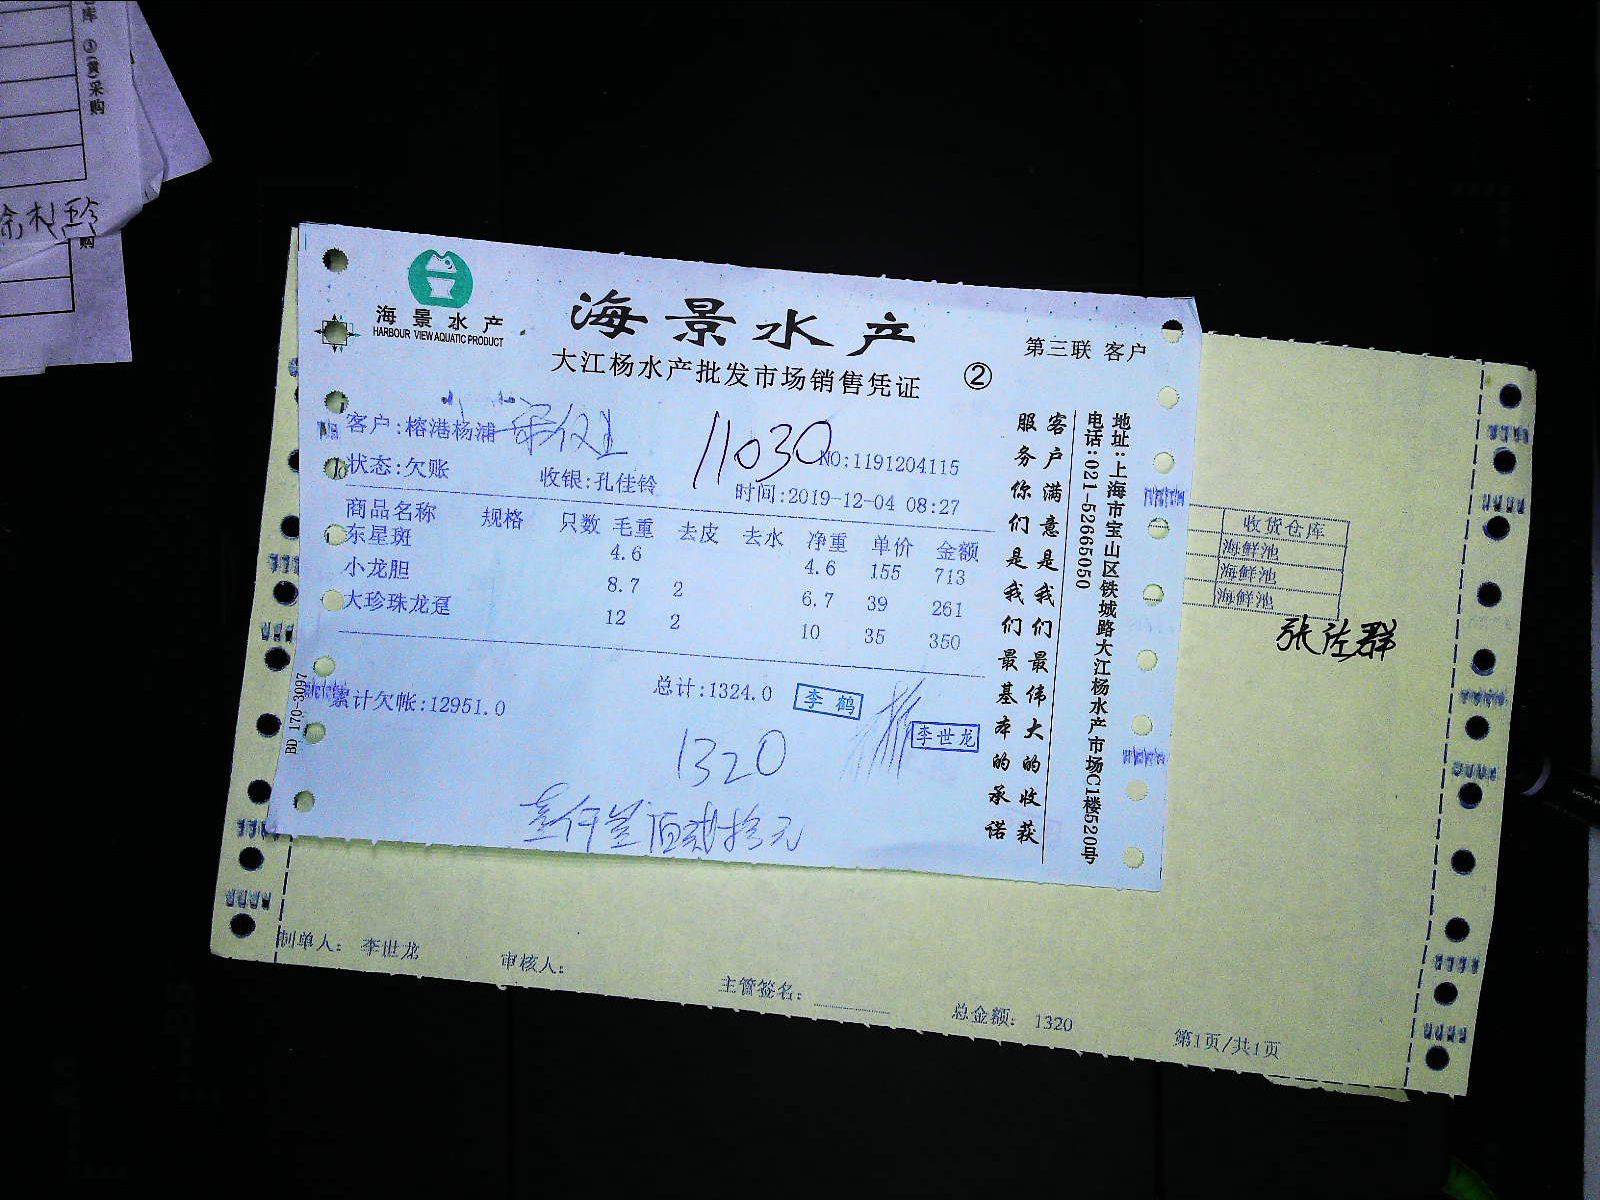 ③(黄)采购
购
海景水产
HARBOUR VIEW AQUATIC PRODUCT
海景水产
大江杨水产批发市场销售凭证 ②
第三联 客户
客户:榕港杨浦
11030
NO:1191204115
状态:欠账 收银:孔佳铃 时间:2019-12-04 08:27
商品名称 规格 只数 毛重 去皮 去水 净重 单价 金额
东星斑 4.6 4.6 155 713
小龙胆 8.7 2 6.7 39 261
大珍珠龙趸 12 2 10 35 350
累计欠帐:12951.0 总计:1324.0
李鹤
李世龙
1320
壹仟叁佰贰拾元
客户满意是我们最伟大的收获
服务你们是我们最基本的承诺
地址:上海市宝山区铁城路大江杨水产市场C1楼520号
电话:021-52665050
BD 170-3097
收货仓库
海鲜池
海鲜池
海鲜池
制单人: 李世龙 审核人: 主管签名: 总金额: 1320 第1页/共1页